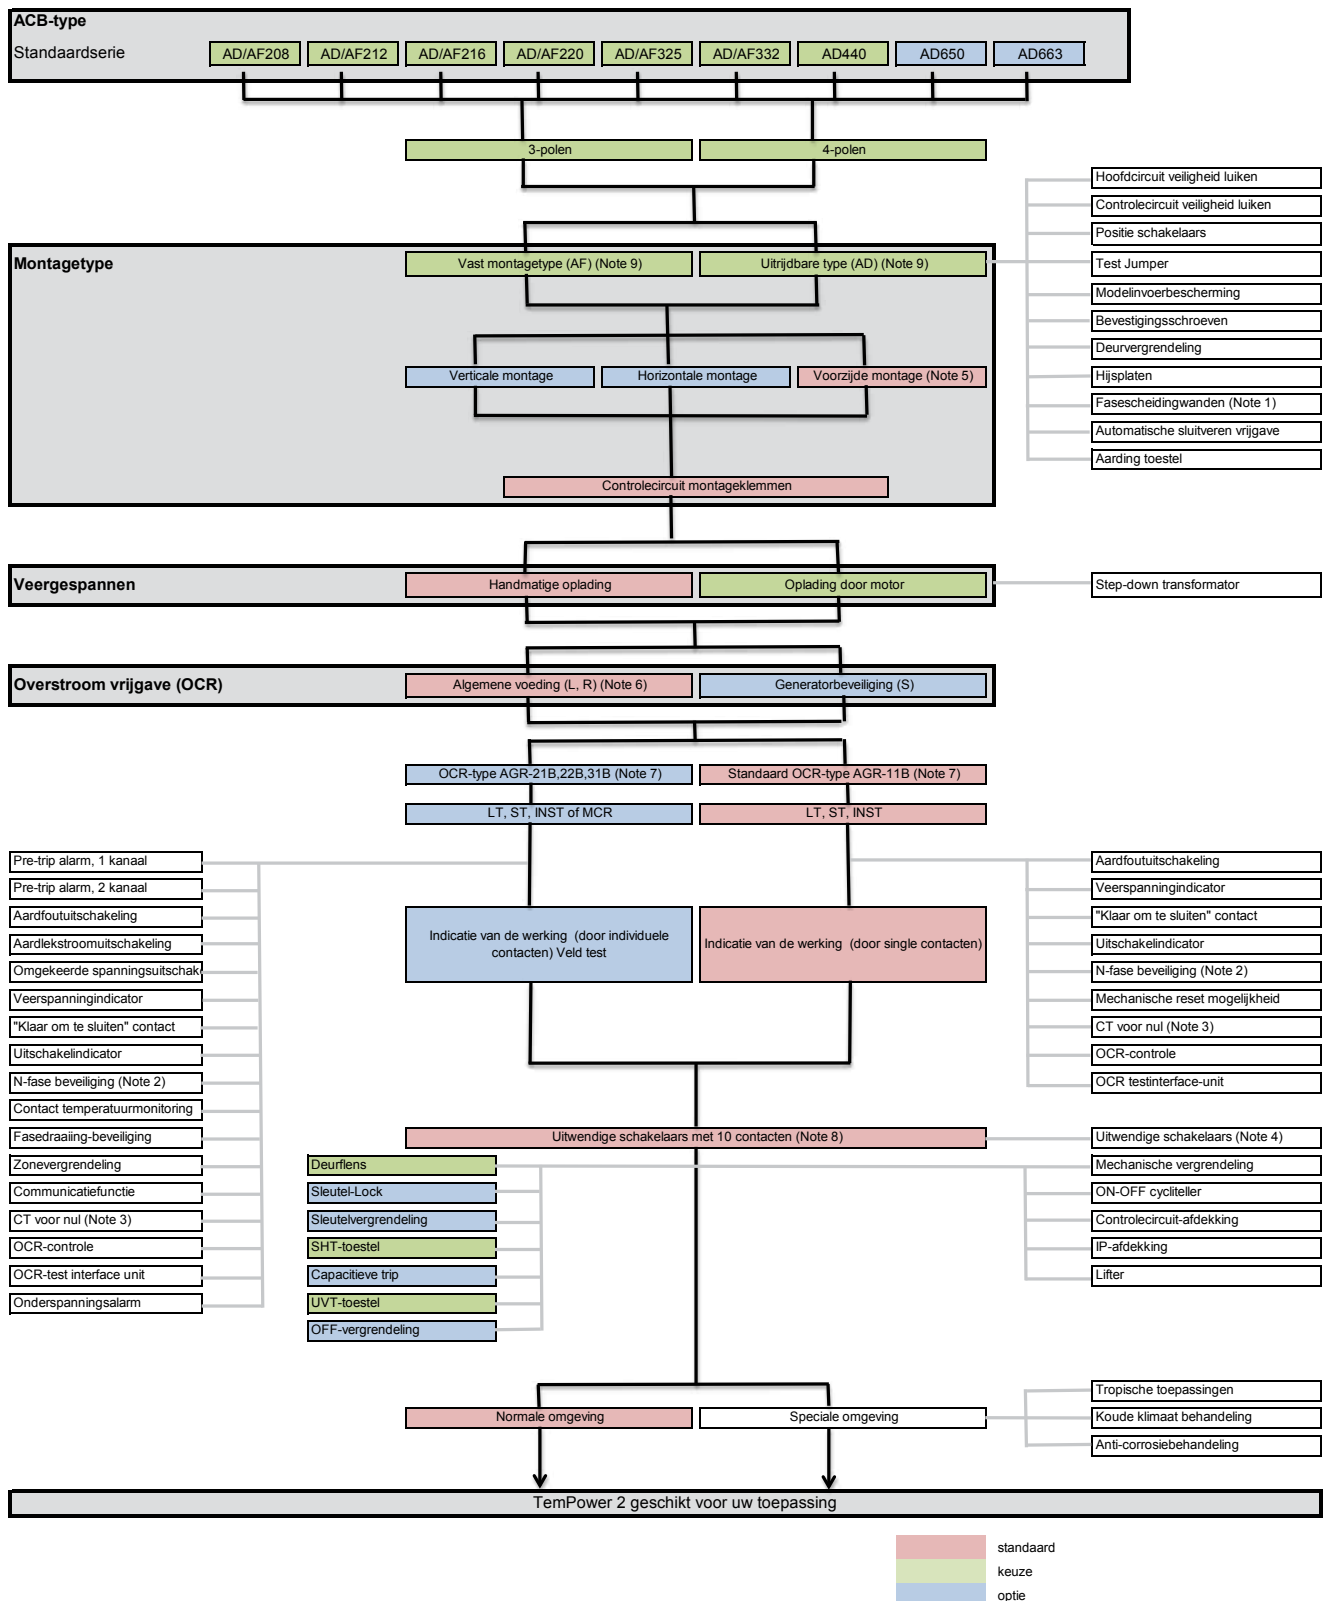 ACB-type
Standaardserie AD/AF208 AD/AF212 AD/AF216 AD/AF220 AD/AF325 AD/AF332 AD440 AD650 AD663
3-polen 4-polen
Hoofdcircuit veiligheid luiken
Controlecircuit veiligheid luiken
Positie schakelaars
Montagetype Vast montagetype (AF) (Note 9) Uitrijdbare type (AD) (Note 9) Test Jumper
Modelinvoerbescherming
Bevestigingsschroeven
Deurvergrendeling
Verticale montage Horizontale montage Voorzijde montage (Note 5) Hijsplaten
Fasescheidingwanden (Note 1)
Automatische sluitveren vrijgave
Aarding toestel
Controlecircuit montageklemmen
Veergespannen Handmatige oplading Oplading door motor Step-down transformator
Overstroom vrijgave (OCR) Algemene voeding (L, R) (Note 6) Generatorbeveiliging (S)
OCR-type AGR-21B,22B,31B (Note 7) Standaard OCR-type AGR-11B (Note 7)
LT, ST, INST of MCR LT, ST, INST
Pre-trip alarm, 1 kanaal Aardfoutuitschakeling
Pre-trip alarm, 2 kanaal Veerspanningindicator
Aardfoutuitschakeling "Klaar om te sluiten" contact
Indicatie van de werking (door individuele contacten) Veld test Indicatie van de werking (door single contacten)
Aardlekstroomuitschakeling Uitschakelindicator
Omgekeerde spanningsuitschak N-fase beveiliging (Note 2)
Veerspanningindicator Mechanische reset mogelijkheid
"Klaar om te sluiten" contact CT voor nul (Note 3)
Uitschakelindicator OCR-controle
N-fase beveiliging (Note 2) OCR testinterface-unit
Contact temperatuurmonitoring
Fasedraaiing-beveiliging Uitwendige schakelaars met 10 contacten (Note 8) Uitwendige schakelaars (Note 4)
Zonevergrendeling Deurflens Mechanische vergrendeling
Communicatiefunctie Sleutel-Lock ON-OFF cycliteller
CT voor nul (Note 3) Sleutelvergrendeling Controlecircuit-afdekking
OCR-controle SHT-toestel IP-afdekking
OCR-test interface unit Capacitieve trip Lifter
Onderspanningsalarm UVT-toestel
OFF-vergrendeling
Tropische toepassingen
Normale omgeving Speciale omgeving Koude klimaat behandeling
Anti-corrosiebehandeling
TemPower 2 geschikt voor uw toepassing
standaard
keuze
optie